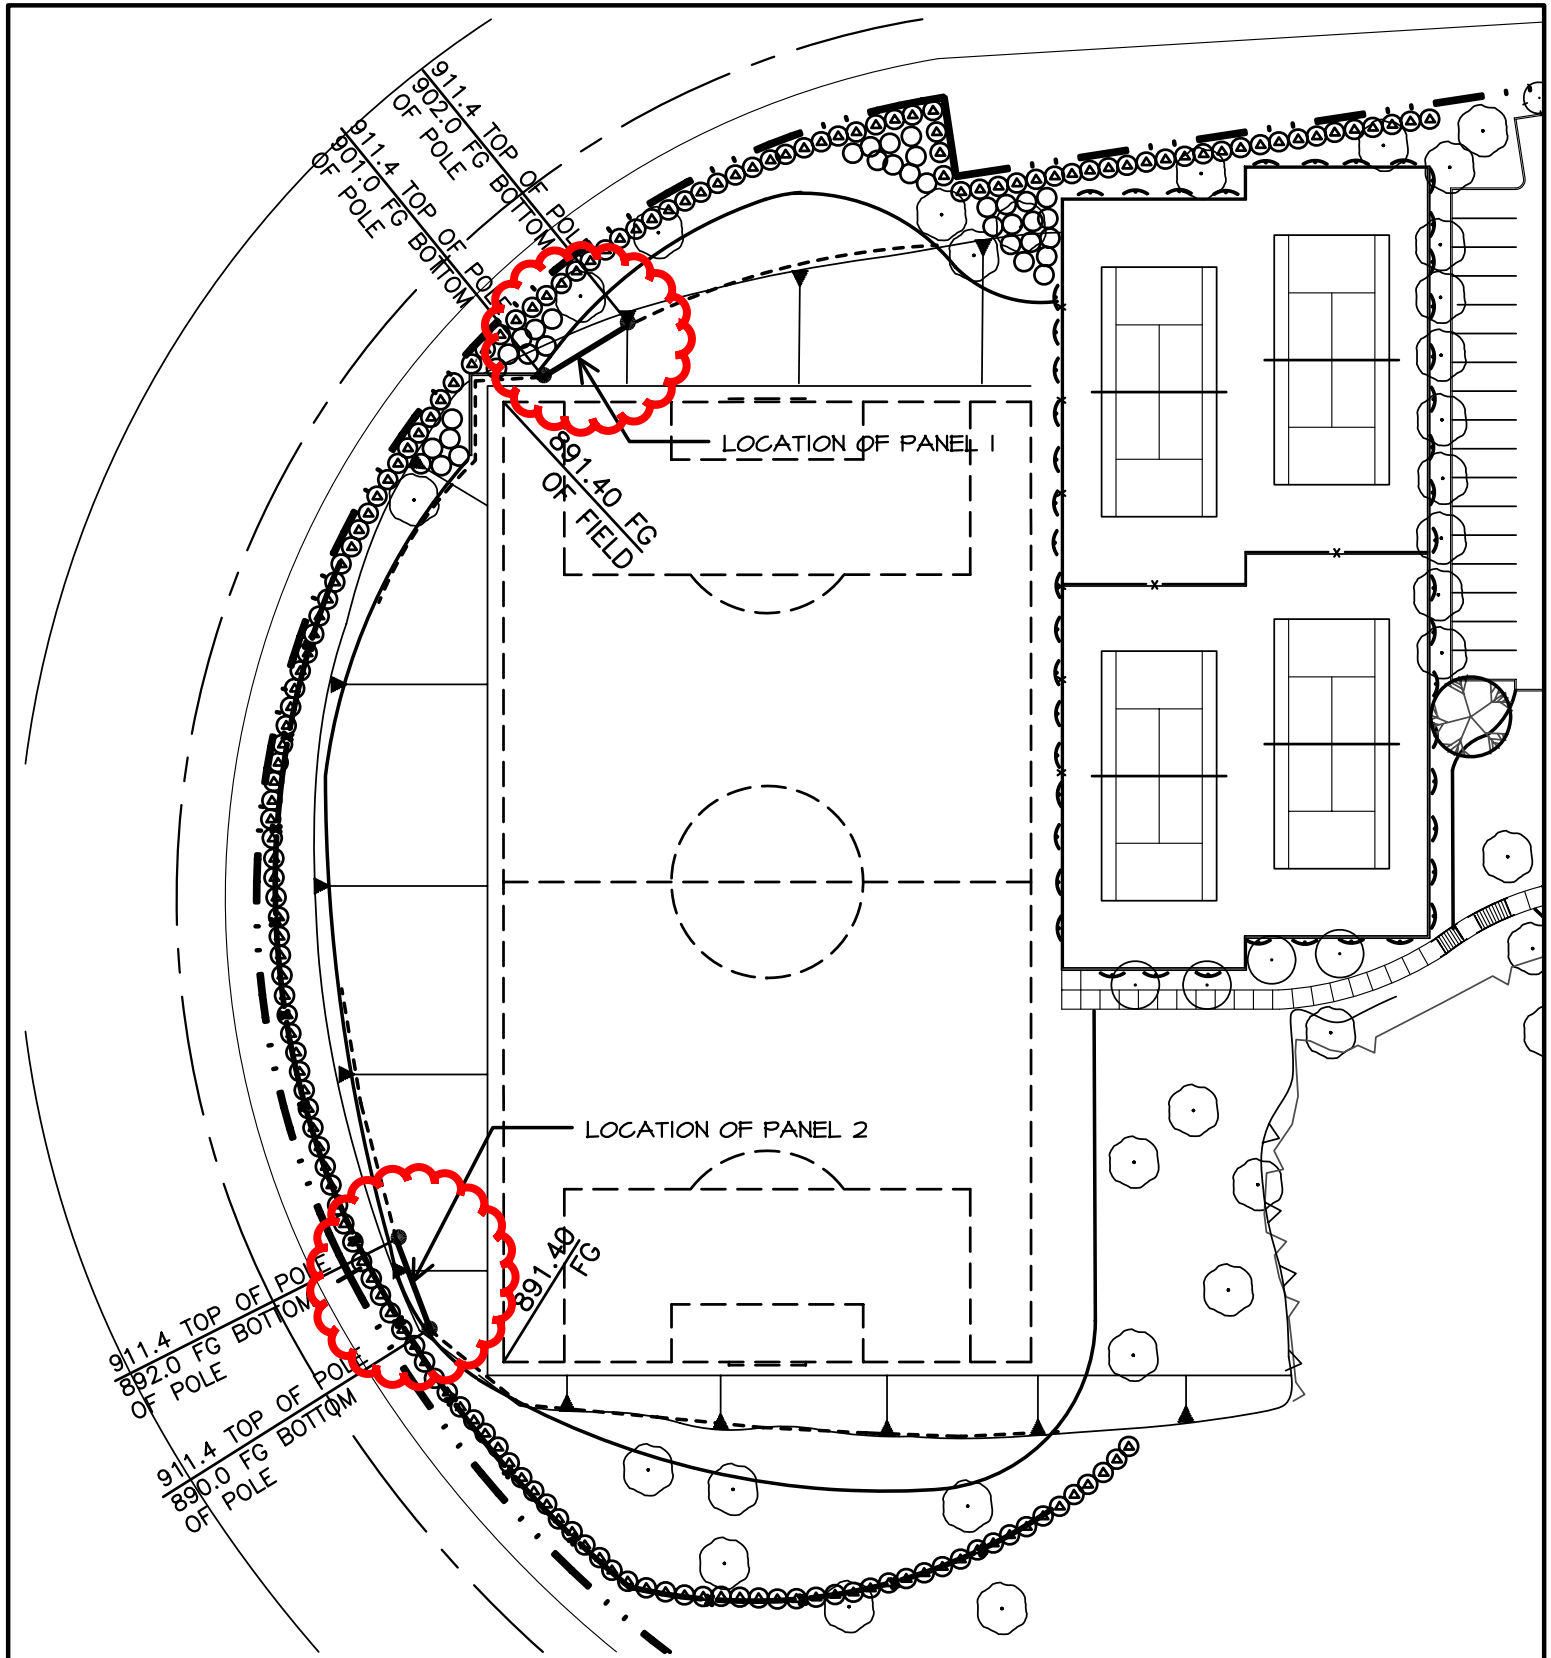 911.4 TOP OF POLE
902.0 FG BOTTOM
OF POLE
911.4 TOP OF POLE
901.0 FG BOTTOM
OF POLE
LOCATION OF PANEL 1
891.40 FG
OF FIELD
LOCATION OF PANEL 2
891.40
FG
911.4 TOP OF POLE
892.0 FG BOTTOM
OF POLE
911.4 TOP OF POLE
890.0 FG BOTTOM
OF POLE